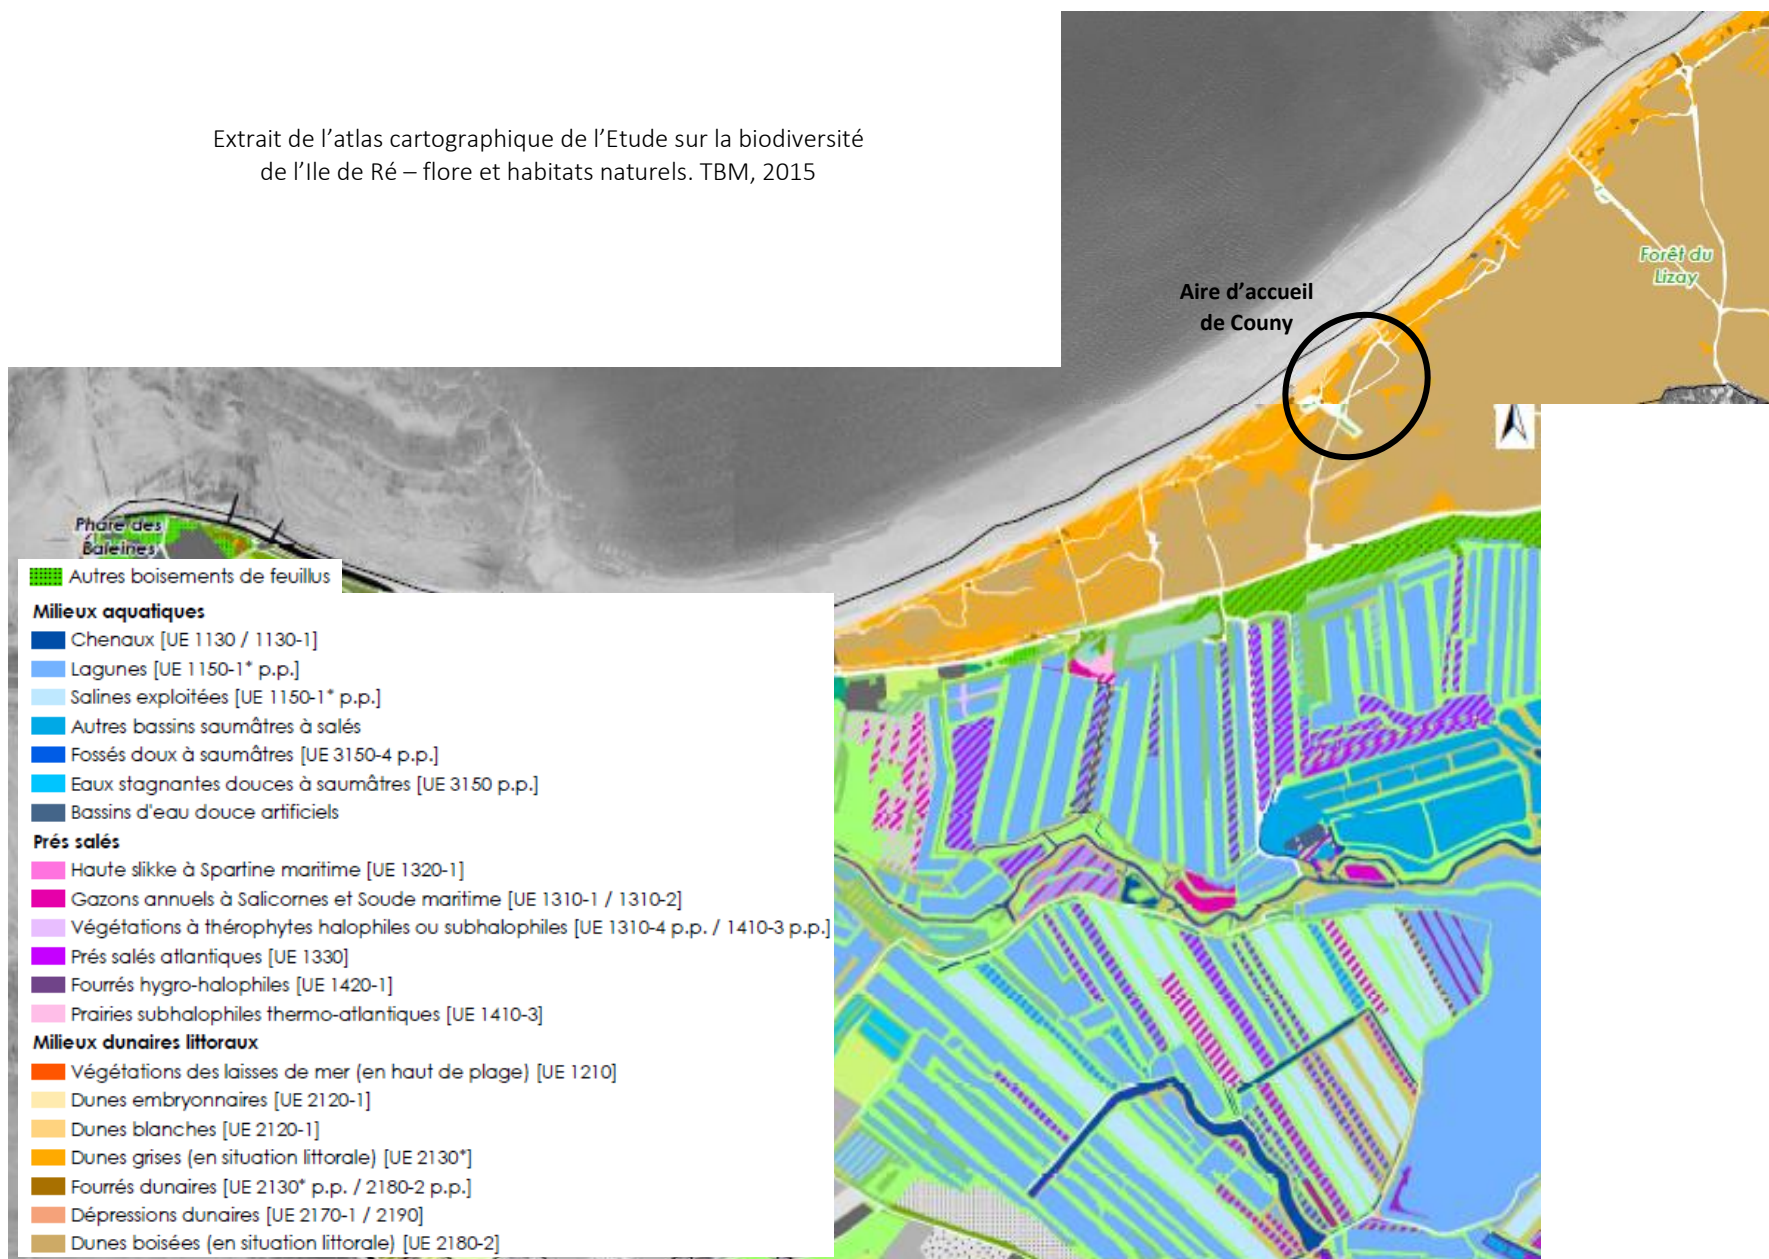 Extrait de l’atlas cartographique de l’Etude sur la biodiversité
de l’Ile de Ré – flore et habitats naturels. TBM, 2015
Forêt du
Lizay
Aire d’accueil
de Couny
Phare des
Baleines
Autres boisements de feuillus
Milieux aquatiques
Chenaux [UE 1130 / 1130-1]
Lagunes [UE 1150-1* p.p.]
Salines exploitées [UE 1150-1* p.p.]
Autres bassins saumâtres à salés
Fossés doux à saumâtres [UE 3150-4 p.p.]
Eaux stagnantes douces à saumâtres [UE 3150 p.p.]
Bassins d'eau douce artificiels
Prés salés
Haute slikke à Spartine maritime [UE 1320-1]
Gazons annuels à Salicornes et Soude maritime [UE 1310-1 / 1310-2]
Végétations à thérophytes halophiles ou subhalophiles [UE 1310-4 p.p. / 1410-3 p.p.]
Prés salés atlantiques [UE 1330]
Fourrés hygro-halophiles [UE 1420-1]
Prairies subhalophiles thermo-atlantiques [UE 1410-3]
Milieux dunaires littoraux
Végétations des laisses de mer (en haut de plage) [UE 1210]
Dunes embryonnaires [UE 2120-1]
Dunes blanches [UE 2120-1]
Dunes grises (en situation littorale) [UE 2130*]
Fourrés dunaires [UE 2130* p.p. / 2180-2 p.p.]
Dépressions dunaires [UE 2170-1 / 2190]
Dunes boisées (en situation littorale) [UE 2180-2]